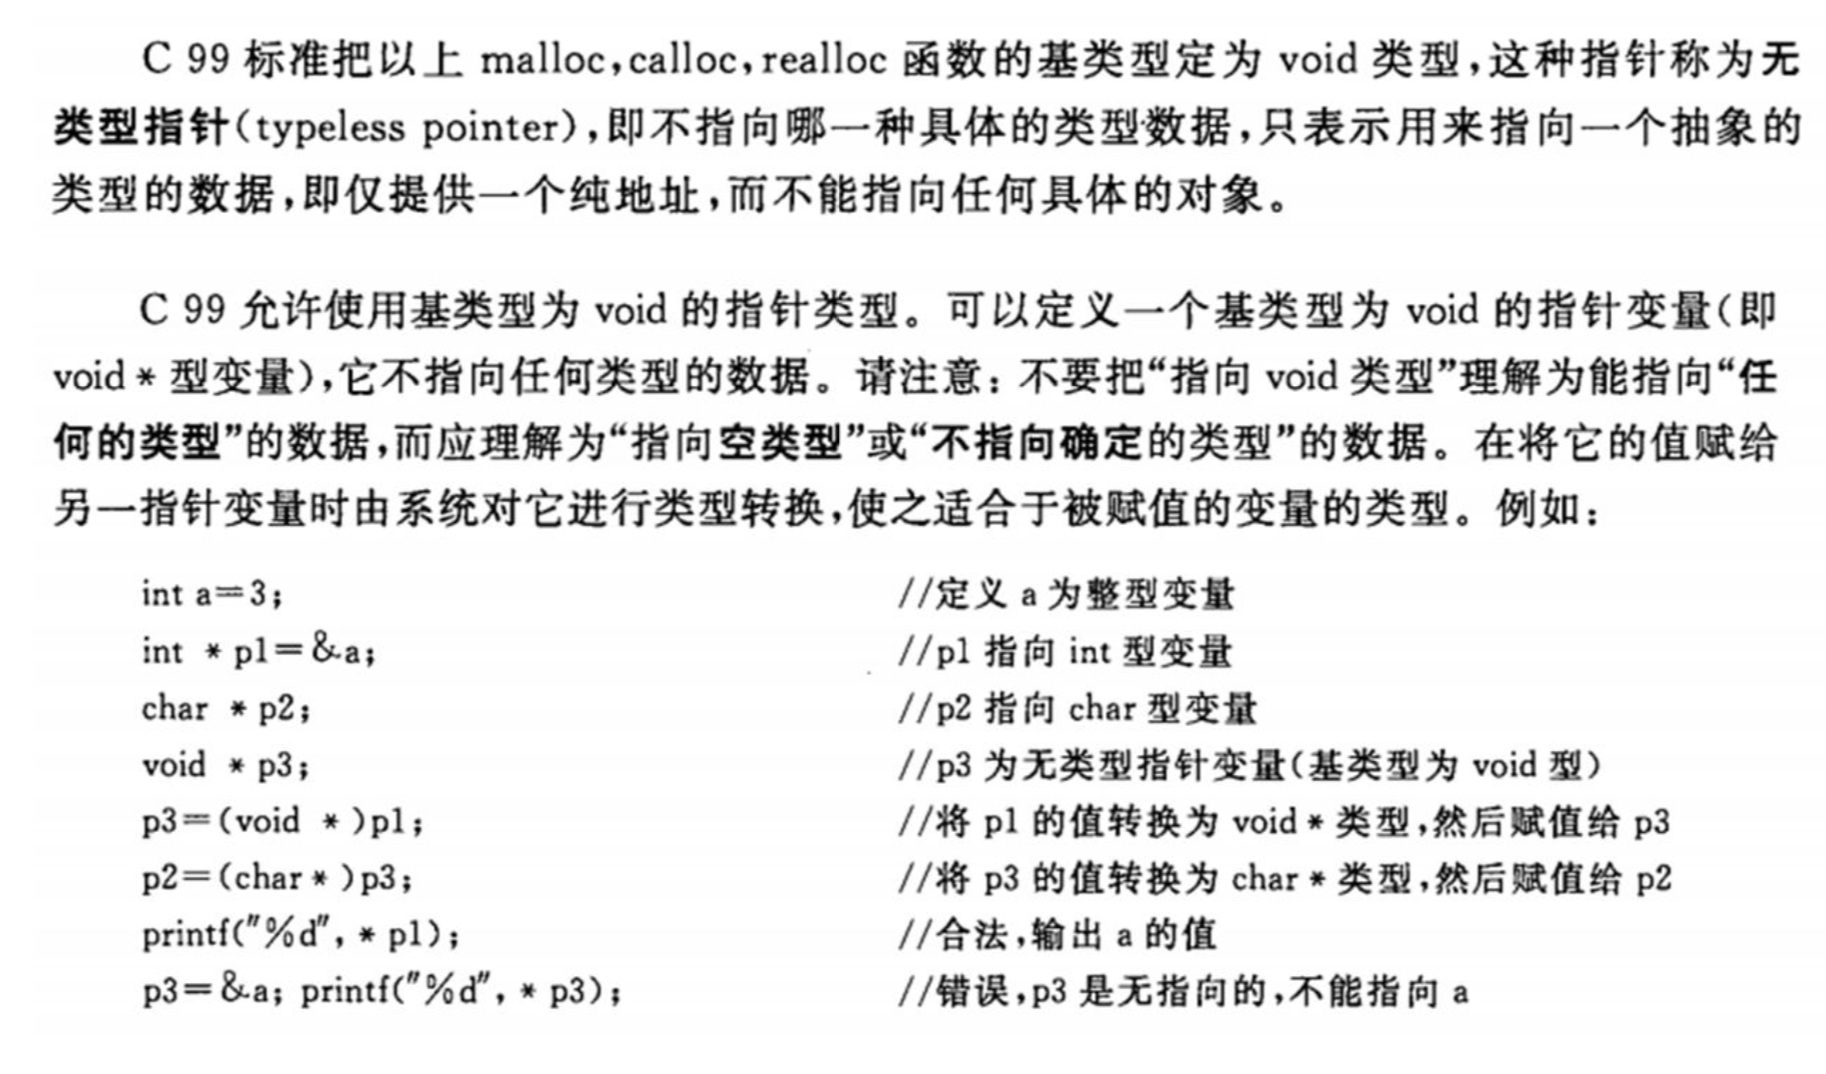 C 99 标准把以上 malloc,calloc,realloc 函数的基类型定为 void 类型,这种指针称为无
类型指针(typeless pointer),即不指向哪一种具体的类型数据,只表示用来指向一个抽象的
类型的数据,即仅提供一个纯地址,而不能指向任何具体的对象。
C 99 允许使用基类型为 void 的指针类型。可以定义一个基类型为 void 的指针变量(即
void * 型变量),它不指向任何类型的数据。请注意:不要把“指向 void 类型”理解为能指向“任
何的类型”的数据,而应理解为“指向空类型”或“不指向确定的类型”的数据。在将它的值赋给
另一指针变量时由系统对它进行类型转换,使之适合于被赋值的变量的类型。例如:
int a=3; //定义 a 为整型变量
int * p1=&a; //p1 指向 int 型变量
char * p2; //p2 指向 char 型变量
void * p3; //p3 为无类型指针变量(基类型为 void 型)
p3=(void * )p1; //将 p1 的值转换为 void * 类型,然后赋值给 p3
p2=(char * )p3; //将 p3 的值转换为 char * 类型,然后赋值给 p2
printf("%d", * p1); //合法,输出 a 的值
p3=&a; printf("%d", * p3); //错误,p3 是无指向的,不能指向 a